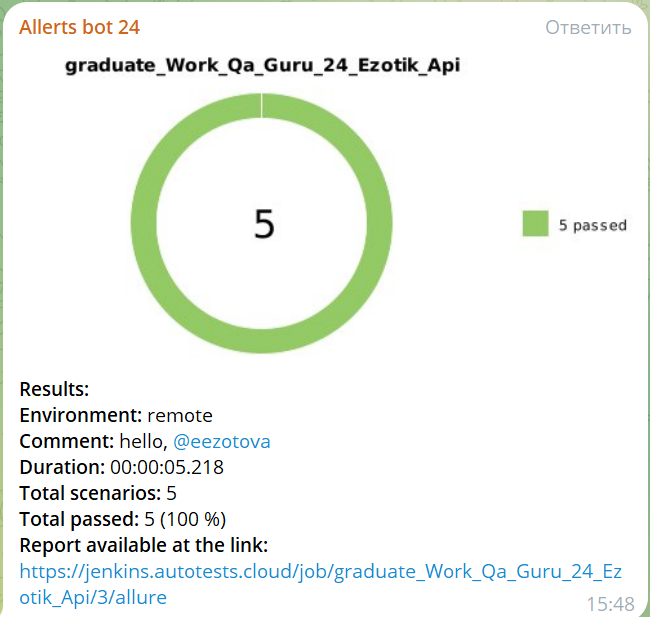 Allerts bot 24
Ответить
graduate_Work_Qa_Guru_24_Ezotik_Api
5
5 passed
Results:
Environment: remote
Comment: hello, @eezotova
Duration: 00:00:05.218
Total scenarios: 5
Total passed: 5 (100 %)
Report available at the link:
https://jenkins.autotests.cloud/job/graduate_Work_Qa_Guru_24_Ez
otik_Api/3/allure
15:48